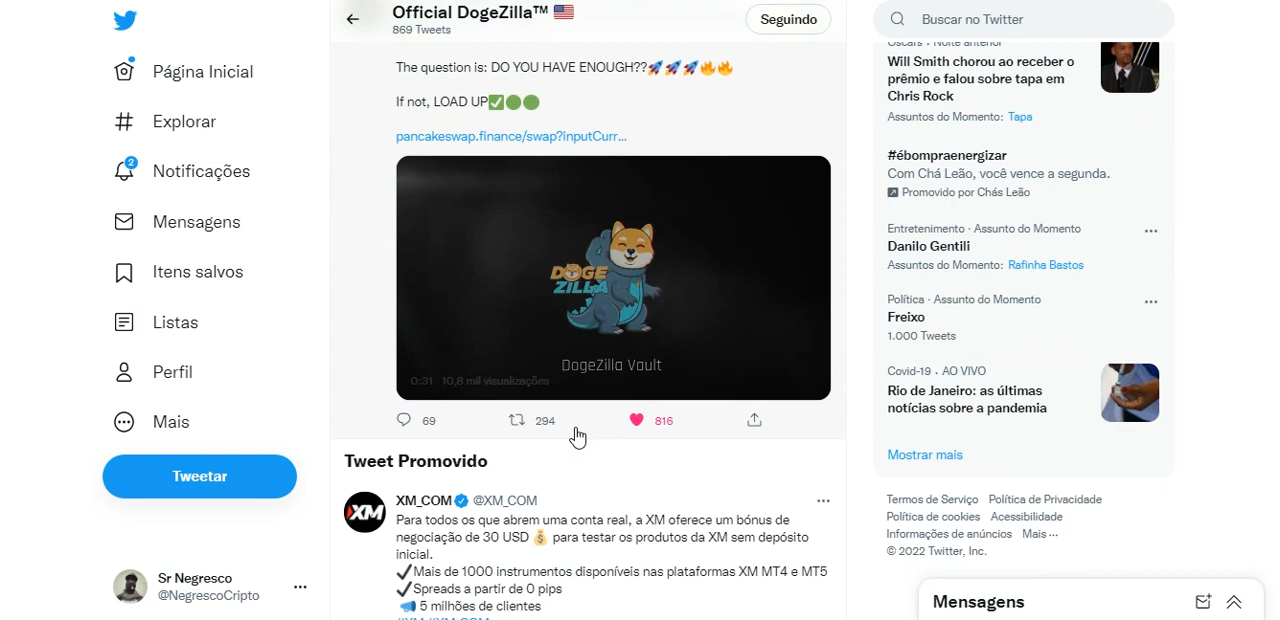 Página Inicial
Explorar
2
Notificações
Mensagens
Itens salvos
Listas
Perfil
Mais
Tweetar
Sr Negresco
@NegrescoCripto
Official DogeZilla™ 🇺🇸
869 Tweets
Seguindo
The question is: DO YOU HAVE ENOUGH??🚀🚀🚀🔥🔥
If not, LOAD UP✅🟢🟢
pancakeswap.finance/swap?inputCurr...
DOGE
ZILLA
DogeZilla Vault
0:31 10,8 mil visualizações
69
294
816
Tweet Promovido
XM
XM_COM @XM_COM
Para todos os que abrem uma conta real, a XM oferece um bónus de
negociação de 30 USD 💰 para testar os produtos da XM sem depósito
inicial.
✔Mais de 1000 instrumentos disponíveis nas plataformas XM MT4 e MT5
✔Spreads a partir de 0 pips
📣 5 milhões de clientes
#XM #XM_COM
Buscar no Twitter
Oscars · Noite anterior
Will Smith chorou ao receber o
prêmio e falou sobre tapa em
Chris Rock
Assuntos do Momento: Tapa
#ébompraenergizar
Com Chá Leão, você vence a segunda.
Promovido por Chás Leão
Entretenimento · Assunto do Momento
Danilo Gentili
Assuntos do Momento: Rafinha Bastos
Política · Assunto do Momento
Freixo
1.000 Tweets
Covid-19 · AO VIVO
Rio de Janeiro: as últimas
notícias sobre a pandemia
Mostrar mais
Termos de Serviço Política de Privacidade
Política de cookies Acessibilidade
Informações de anúncios Mais ···
© 2022 Twitter, Inc.
Mensagens